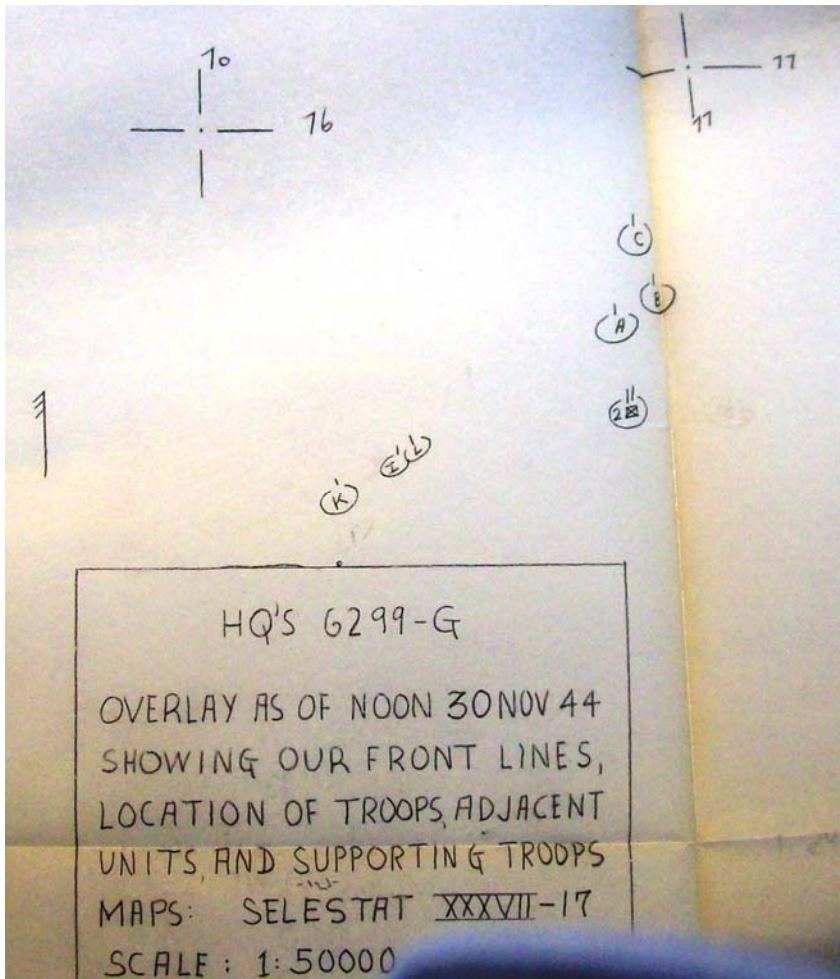 70
76
77
77
C
B
A
2
I L
K
HQ'S 6299-G
OVERLAY AS OF NOON 30 NOV 44
SHOWING OUR FRONT LINES,
LOCATION OF TROOPS, ADJACENT
UNITS, AND SUPPORTING TROOPS
MAPS: SELESTAT XXXVII-17
SCALE: 1:50000